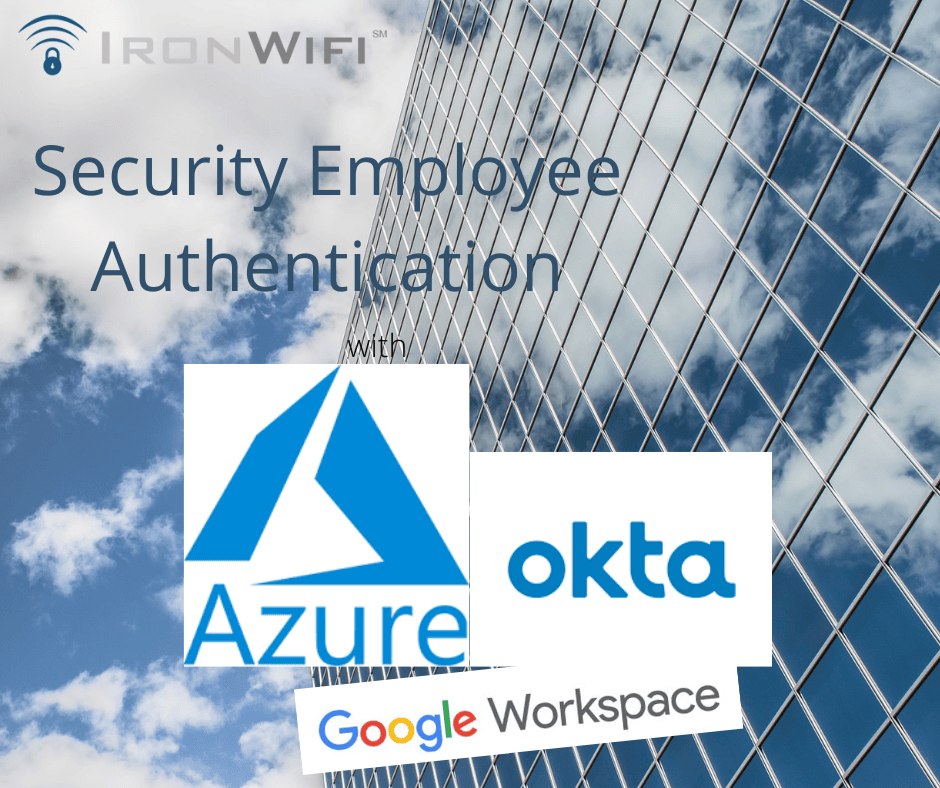 IRONWIFI℠
Security Employee
Authentication
with
Azure
okta
Google Workspace